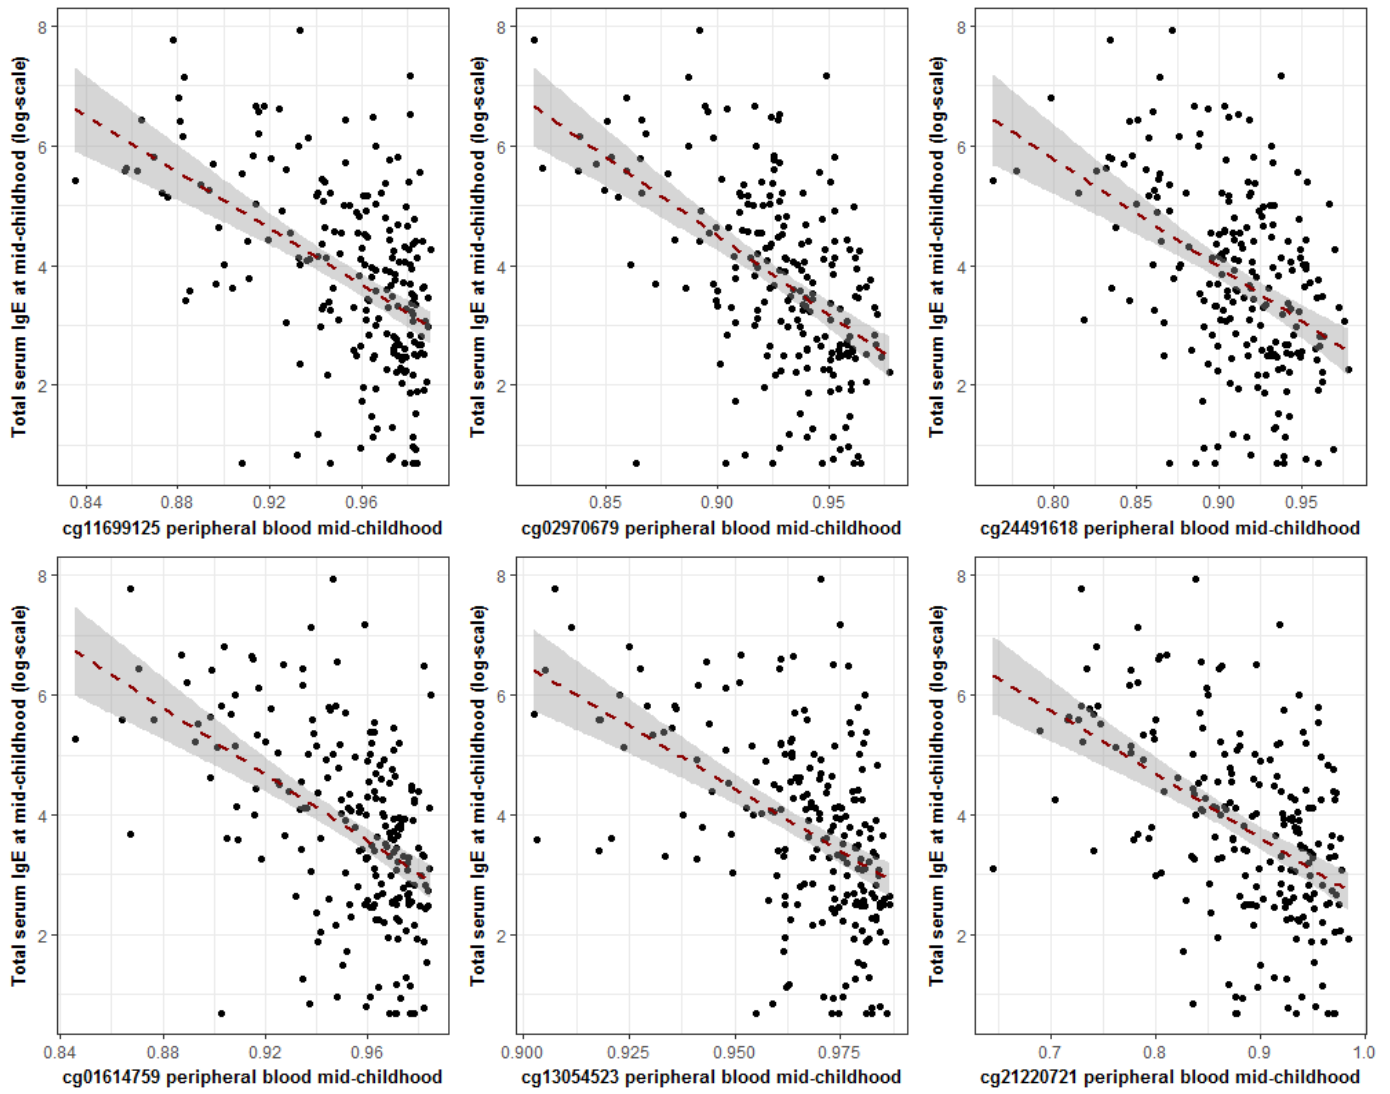 Total serum IgE at mid-childhood (log-scale)
8
6
4
2
0.84 0.88 0.92 0.96
cg11699125 peripheral blood mid-childhood
Total serum IgE at mid-childhood (log-scale)
8
6
4
2
0.85 0.90 0.95
cg02970679 peripheral blood mid-childhood
Total serum IgE at mid-childhood (log-scale)
8
6
4
2
0.80 0.85 0.90 0.95
cg24491618 peripheral blood mid-childhood
Total serum IgE at mid-childhood (log-scale)
8
6
4
2
0.84 0.88 0.92 0.96
cg01614759 peripheral blood mid-childhood
Total serum IgE at mid-childhood (log-scale)
8
6
4
2
0.900 0.925 0.950 0.975
cg13054523 peripheral blood mid-childhood
Total serum IgE at mid-childhood (log-scale)
8
6
4
2
0.7 0.8 0.9 1.0
cg21220721 peripheral blood mid-childhood